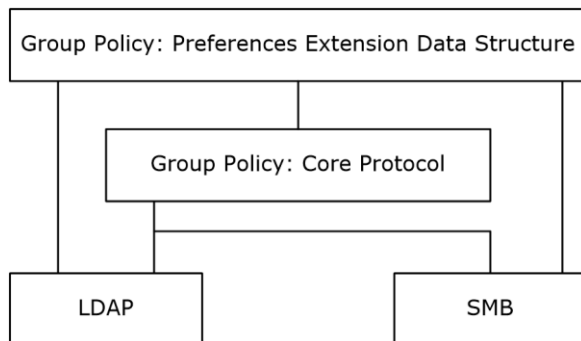 Group Policy: Preferences Extension Data Structure
Group Policy: Core Protocol
LDAP
SMB